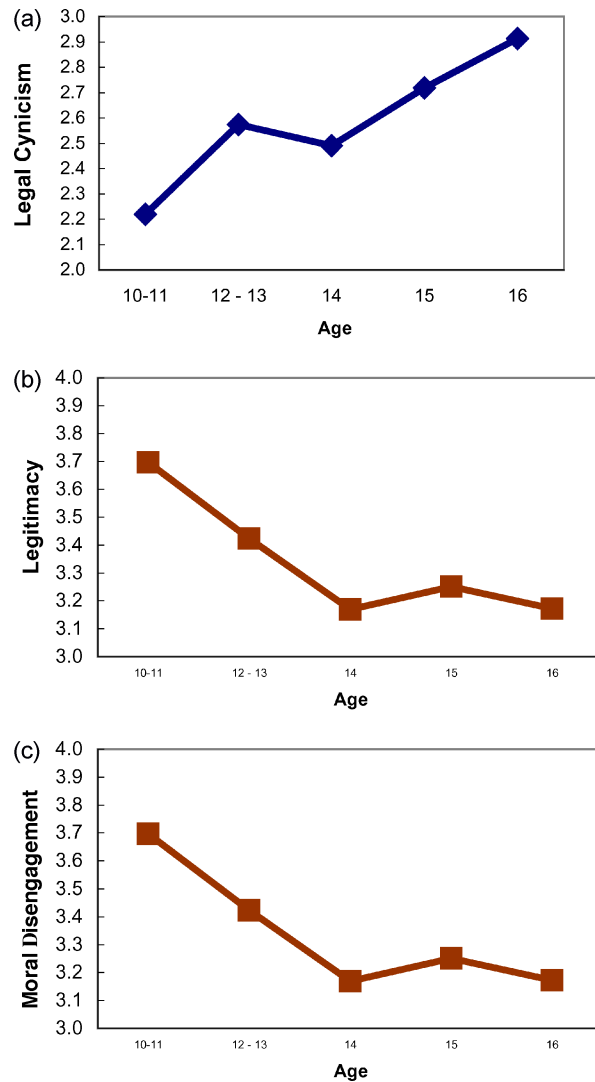 (a)
3.0
2.9
2.8
2.7
2.6
2.5
2.4
2.3
2.2
2.1
2.0
Legal Cynicism
10-11 12 - 13 14 15 16
Age
(b)
4.0
3.9
3.8
3.7
3.6
3.5
3.4
3.3
3.2
3.1
3.0
Legitimacy
10-11 12 - 13 14 15 16
Age
(c)
4.0
3.9
3.8
3.7
3.6
3.5
3.4
3.3
3.2
3.1
3.0
Moral Disengagement
10-11 12 - 13 14 15 16
Age